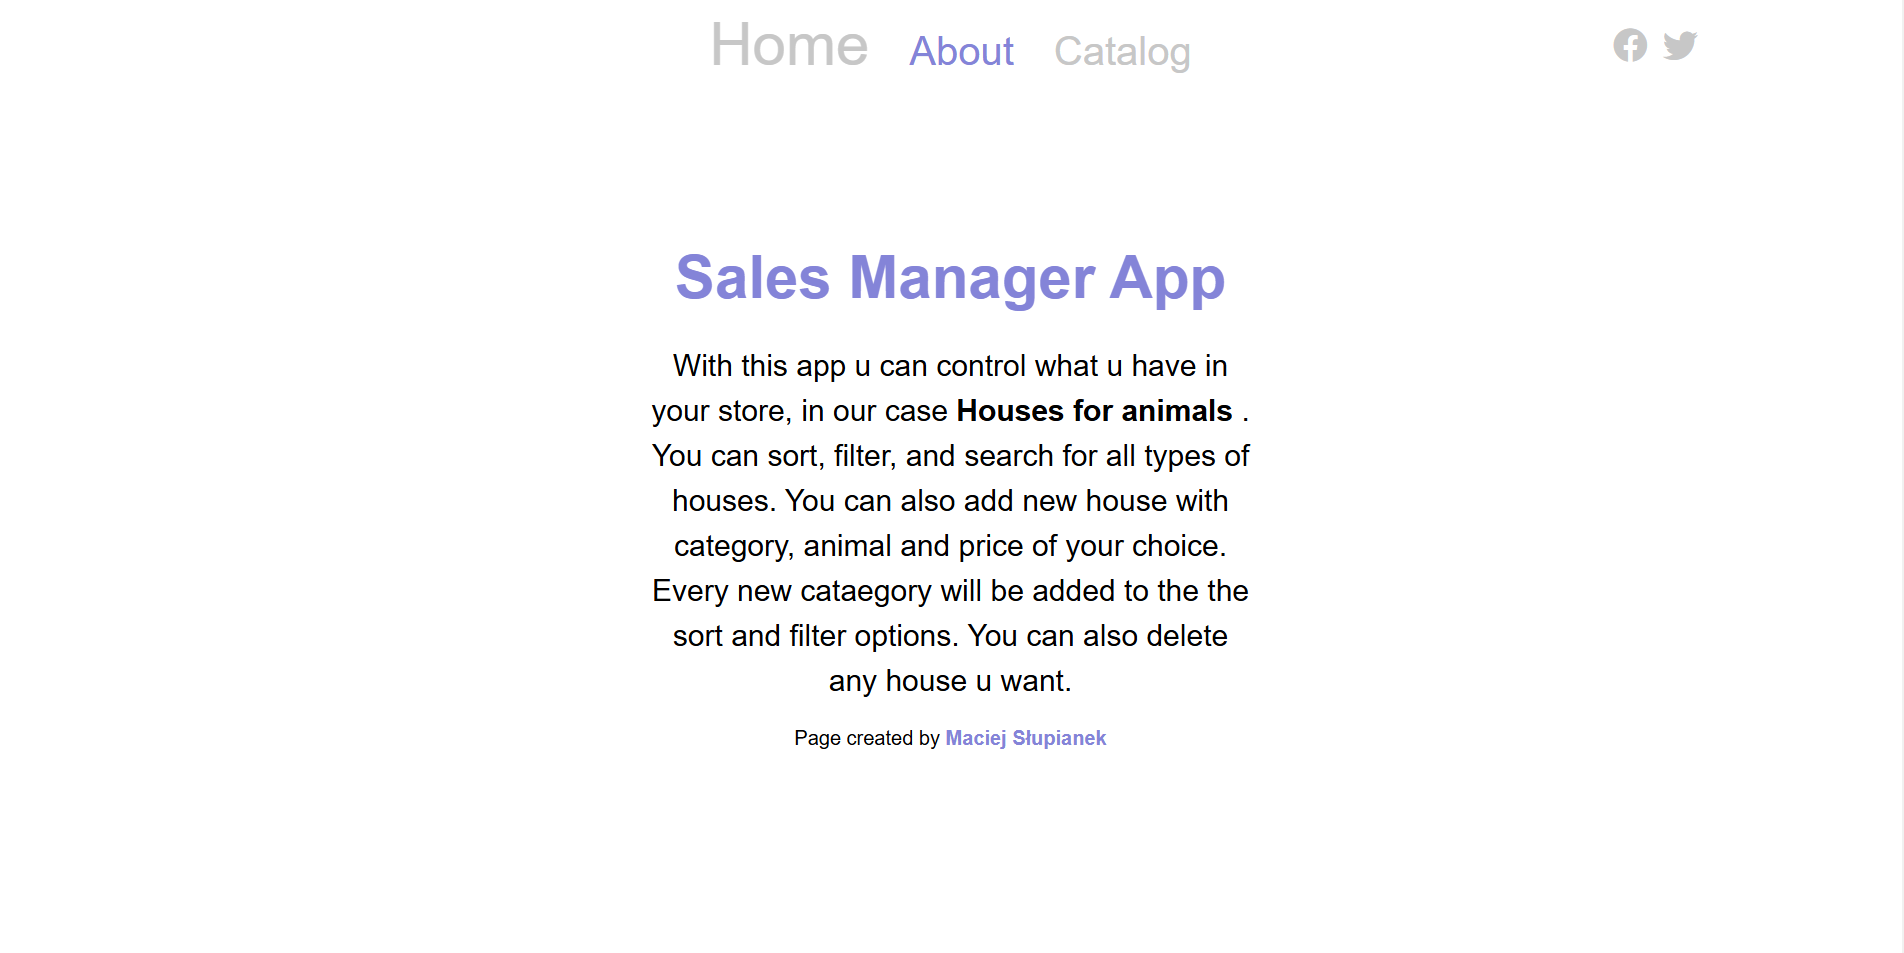 Home About Catalog
Sales Manager App
With this app u can control what u have in
your store, in our case Houses for animals .
You can sort, filter, and search for all types of
houses. You can also add new house with
category, animal and price of your choice.
Every new cataegory will be added to the the
sort and filter options. You can also delete
any house u want.
Page created by Maciej Słupianek